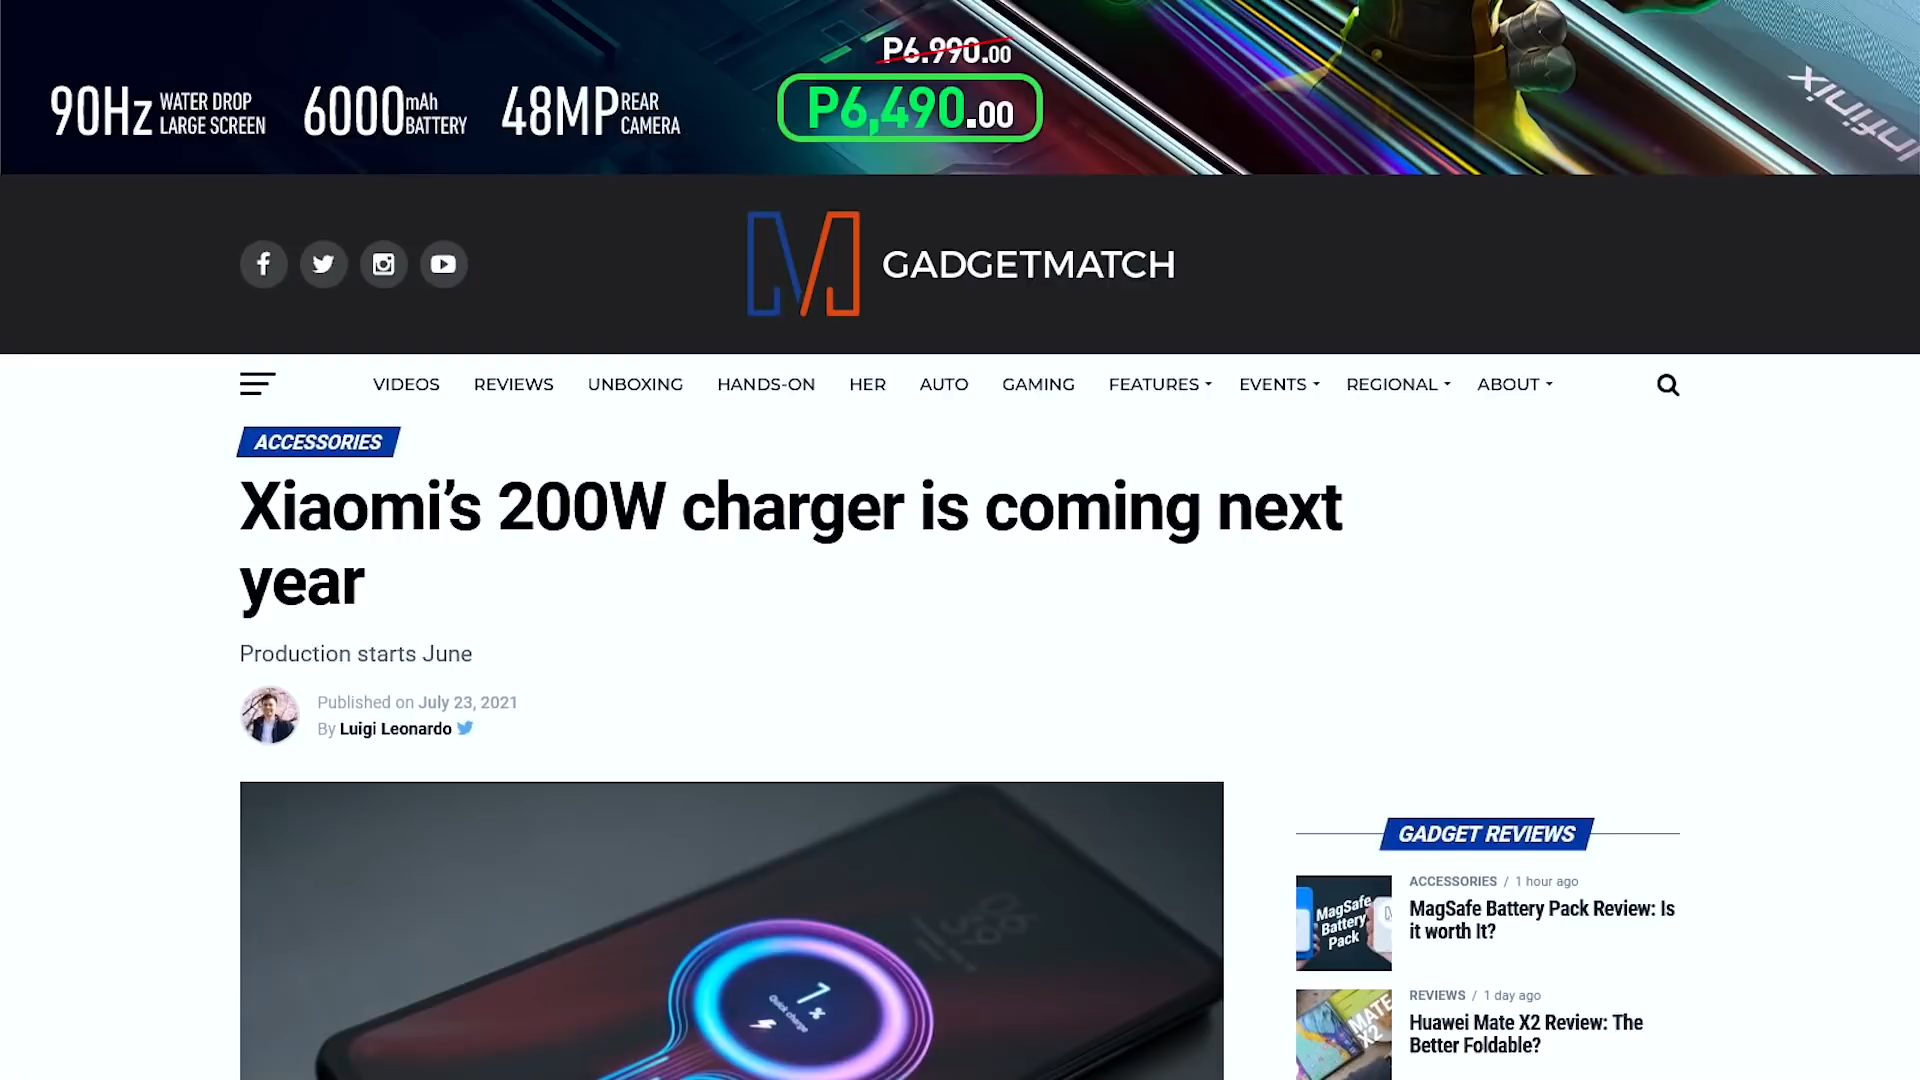 P6.990.00
90Hz WATER DROP LARGE SCREEN
6000mAh BATTERY
48MP REAR CAMERA
P6,490.00
Infinix
GADGETMATCH
VIDEOS REVIEWS UNBOXING HANDS-ON HER AUTO GAMING FEATURES EVENTS REGIONAL ABOUT
ACCESSORIES
Xiaomi’s 200W charger is coming next
year
Production starts June
Published on July 23, 2021
By Luigi Leonardo
GADGET REVIEWS
ACCESSORIES / 1 hour ago
MagSafe Battery Pack Review: Is
it worth It?
MagSafe
Battery
Pack
REVIEWS / 1 day ago
Huawei Mate X2 Review: The
Better Foldable?
MATE
X2
1%
Quick charge